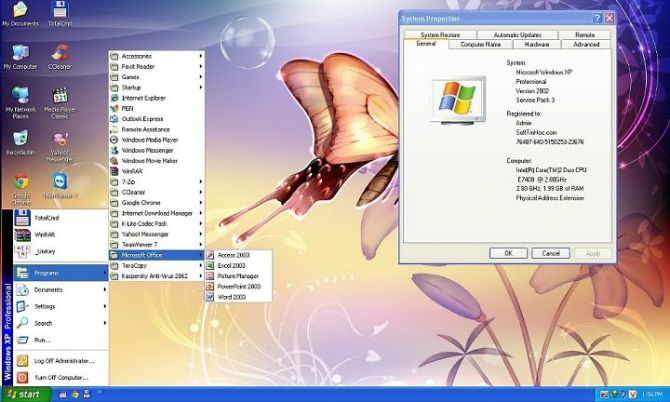 My Documents
TotalCmd
My Computer
CCleaner
My Network
Places
Media Player
Classic
Recycle Bin
Yahoo!
Messenger
Google
Chrome
TeamViewer 7
TotalCmd
WinRAR
_Unikey
Programs
Documents
Settings
Search
Run...
Log Off Administrator...
Turn Off Computer...
Windows XP Professional
start
Accessories
Foxit Reader
Games
Startup
Internet Explorer
MSN
Outlook Express
Remote Assistance
Windows Media Player
Windows Messenger
Windows Movie Maker
WinRAR
7-Zip
CCleaner
Google Chrome
Internet Download Manager
K-Lite Codec Pack
Yahoo! Messenger
TeamViewer 7
Microsoft Office
TeraCopy
Kaspersky Anti-Virus 2012
Access 2003
Excel 2003
Picture Manager
PowerPoint 2003
Word 2003
System Properties
System Restore
Automatic Updates
Remote
General
Computer Name
Hardware
Advanced
System:
Microsoft Windows XP
Professional
Version 2002
Service Pack 3
Registered to:
Admin
SoftTinHoc.com
76487-640-5150253-23676
Computer:
Intel(R) Core(TM)2 Duo CPU
E7400 @ 2.80GHz
2.80 GHz, 1.99 GB of RAM
Physical Address Extension
OK
Cancel
Apply
1:56 PM